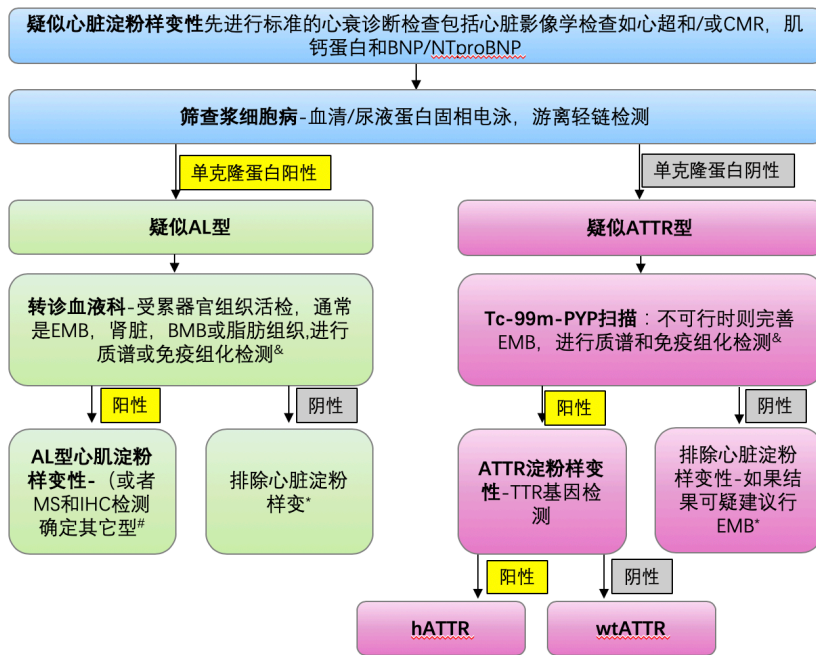 疑似心脏淀粉样变性先进行标准的心衰诊断检查包括心脏影像学检查如心超和/或CMR，肌
钙蛋白和BNP/NTproBNP
筛查浆细胞病-血清/尿液蛋白固相电泳，游离轻链检测
单克隆蛋白阳性
单克隆蛋白阴性
疑似AL型
疑似ATTR型
转诊血液科-受累器官组织活检，通常
是EMB，肾脏，BMB或脂肪组织,进行
质谱或免疫组化检测&
Tc-99m-PYP扫描：不可行时则完善
EMB，进行质谱和免疫组化检测&
阳性
阴性
阳性
阴性
AL型心肌淀粉
样变性-（或者
MS和IHC检测
确定其它型#
排除心脏淀粉
样变*
ATTR淀粉样变
性-TTR基因检
测
排除心脏淀粉
样变性-如果结
果可疑建议行
EMB*
阳性
阴性
hATTR
wtATTR